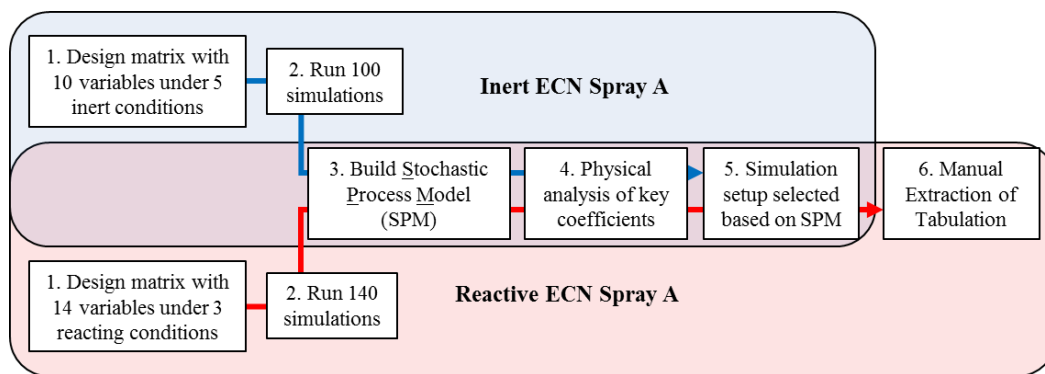 1. Design matrix with
10 variables under 5
inert conditions
2. Run 100
simulations
Inert ECN Spray A
3. Build Stochastic
Process Model
(SPM)
4. Physical
analysis of key
coefficients
5. Simulation
setup selected
based on SPM
6. Manual
Extraction of
Tabulation
1. Design matrix with
14 variables under 3
reacting conditions
2. Run 140
simulations
Reactive ECN Spray A